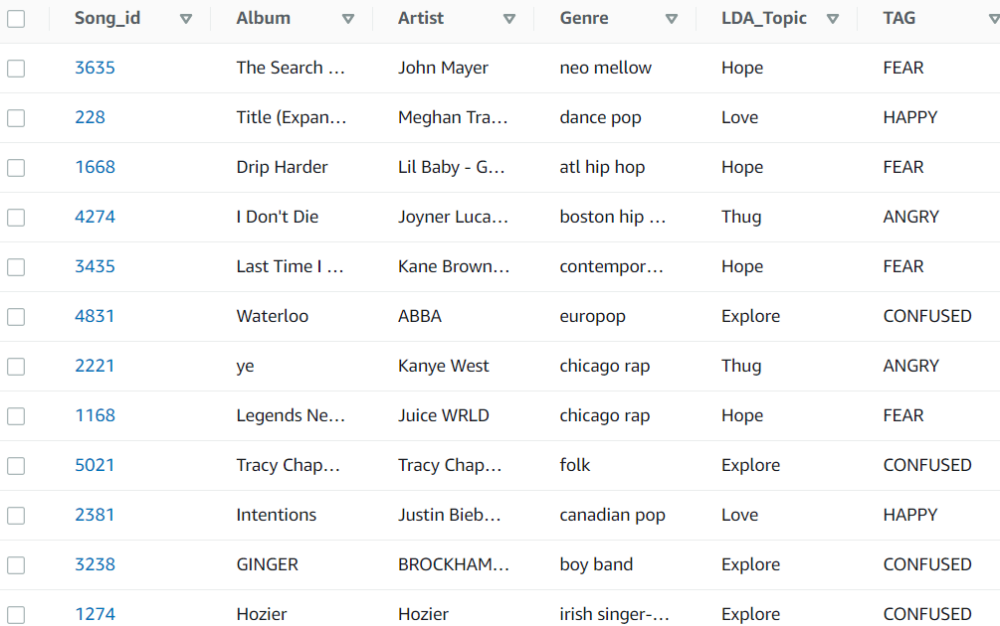 Song_id Album Artist Genre LDA_Topic TAG
3635 The Search ... John Mayer neo mellow Hope FEAR
228 Title (Expan... Meghan Tra... dance pop Love HAPPY
1668 Drip Harder Lil Baby - G... atl hip hop Hope FEAR
4274 I Don't Die Joyner Luca... boston hip ... Thug ANGRY
3435 Last Time I ... Kane Brown... contempor... Hope FEAR
4831 Waterloo ABBA europop Explore CONFUSED
2221 ye Kanye West chicago rap Thug ANGRY
1168 Legends Ne... Juice WRLD chicago rap Hope FEAR
5021 Tracy Chap... Tracy Chap... folk Explore CONFUSED
2381 Intentions Justin Bieb... canadian pop Love HAPPY
3238 GINGER BROCKHAM... boy band Explore CONFUSED
1274 Hozier Hozier irish singer-... Explore CONFUSED